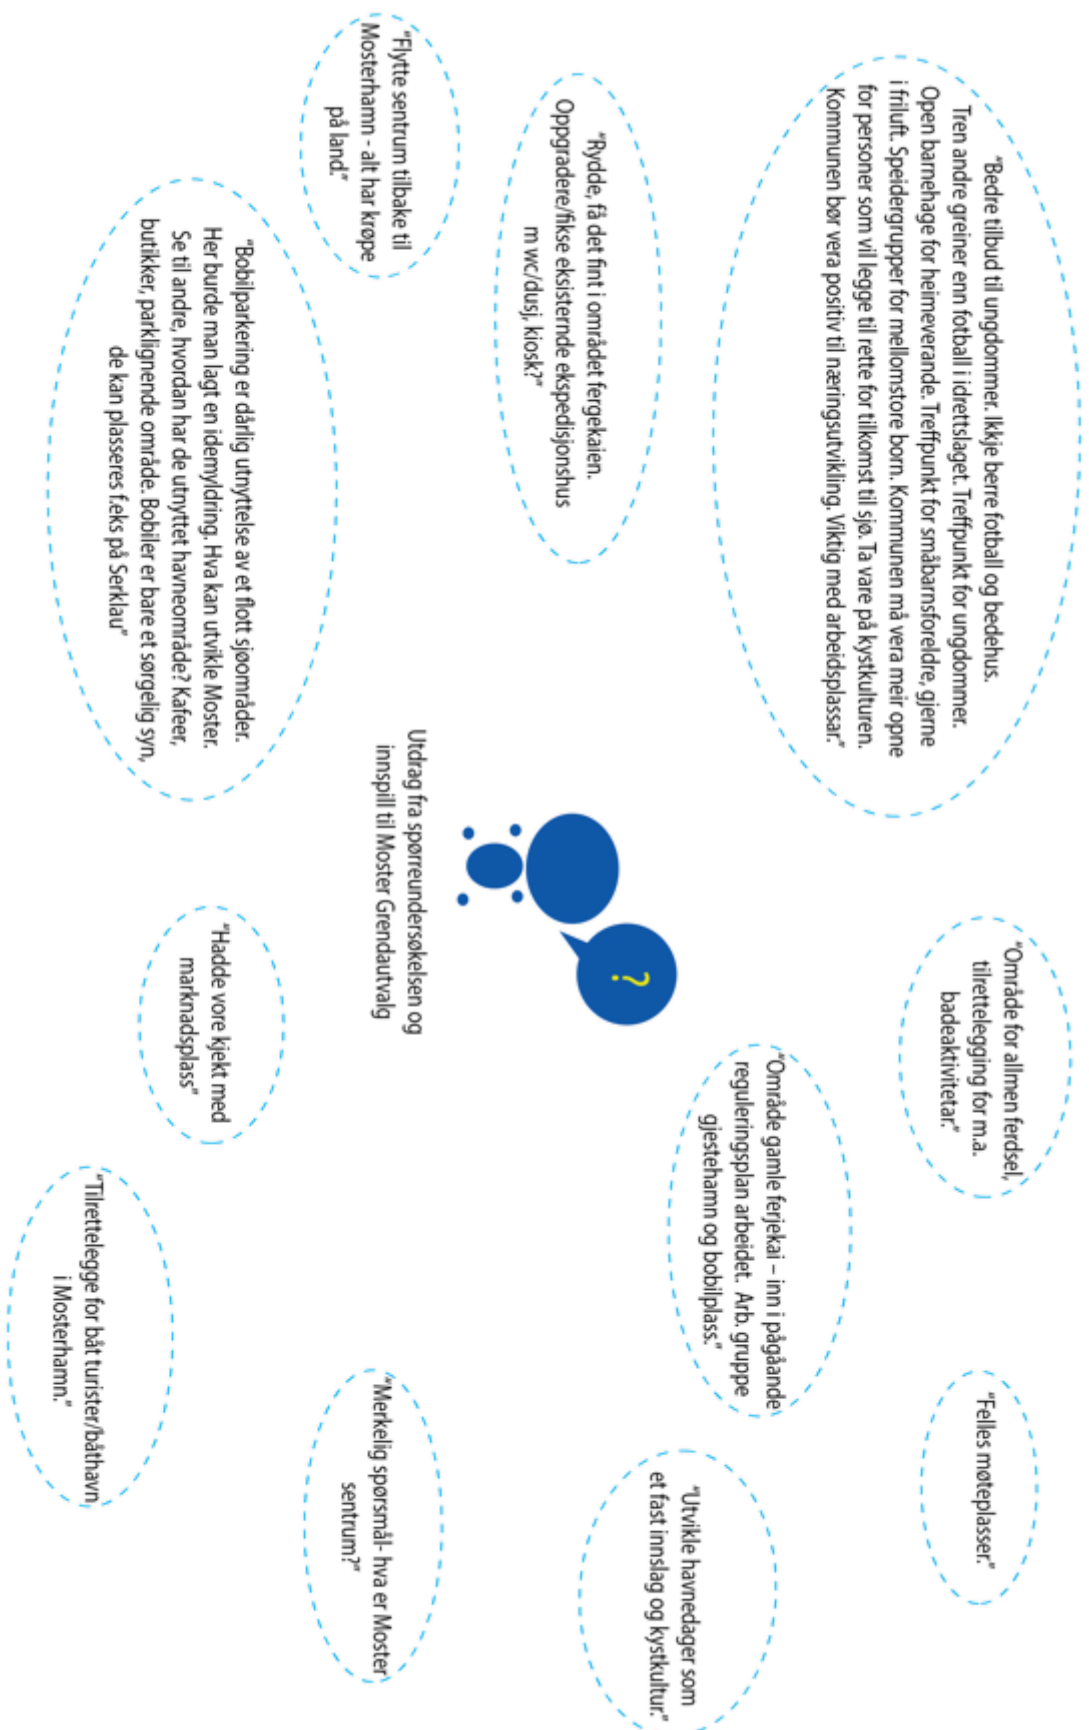 "Bedre tilbud til ungdommer. Ikkje berre fotball og bedehus.
Tren andre greiner enn fotball i idrettslaget. Treffpunkt for ungdommer.
Open barnehage for heimeverande. Treffpunkt for småbarnsforeldre, gjerne
i friluft. Speidergrupper for mellomstore born. Kommunen må vera meir opne
for personer som vil legge til rette for tilkomst til sjø. Ta vare på kystkulturen.
Kommunen bør vera positiv til næringsutvikling. Viktig med arbeidsplassar."
"Område for allmen ferdsel,
tilrettelegging for m.a.
badeaktivitetar."
"Felles møteplasser."
"Rydde, få det fint i området fergekaien.
Oppgradere/fikse eksisternde ekspedisjonshus
m wc/dusj, kiosk?"
?
"Område gamle ferjekai – inn i pågåande
reguleringsplan arbeidet. Arb. gruppe
gjestehamn og bobilplass."
"Utvikle havnedager som
et fast innslag og kystkultur."
"Flytte sentrum tilbake til
Mosterhamn - alt har krøpe
på land."
Utdrag fra spørreundersøkelsen og
innspill til Moster Grendautvalg
"Merkelig spørsmål- hva er Moster
sentrum?"
"Bobilparkering er dårlig utnyttelse av et flott sjøområder.
Her burde man lagt en idemyldring. Hva kan utvikle Moster.
Se til andre, hvordan har de utnyttet havneområde? Kafeer,
butikker, parklignende område. Bobiler er bare et sørgelig syn,
de kan plasseres f.eks på Serklau"
"Hadde vore kjekt med
marknadsplass"
"Tilrettelegge for båt turister/båthavn
i Mosterhamn."